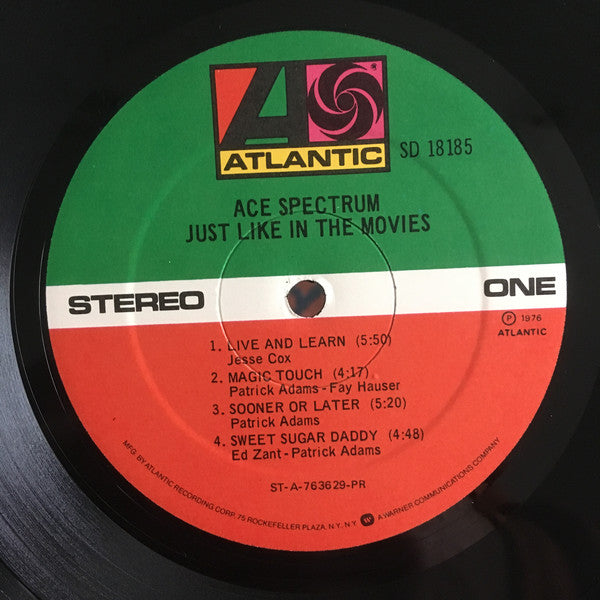 ATLANTIC
SD 18185
ACE SPECTRUM
JUST LIKE IN THE MOVIES
STEREO
ONE
℗ 1976
ATLANTIC
1. LIVE AND LEARN (5:50)
Jesse Cox
2. MAGIC TOUCH (4:17)
Patrick Adams-Fay Hauser
3. SOONER OR LATER (5:20)
Patrick Adams
4. SWEET SUGAR DADDY (4:48)
Ed Zant-Patrick Adams
ST-A-763629-PR
MFG. BY ATLANTIC RECORDING CORP. 75 ROCKEFELLER PLAZA, N.Y., N.Y. W A WARNER COMMUNICATIONS COMPANY